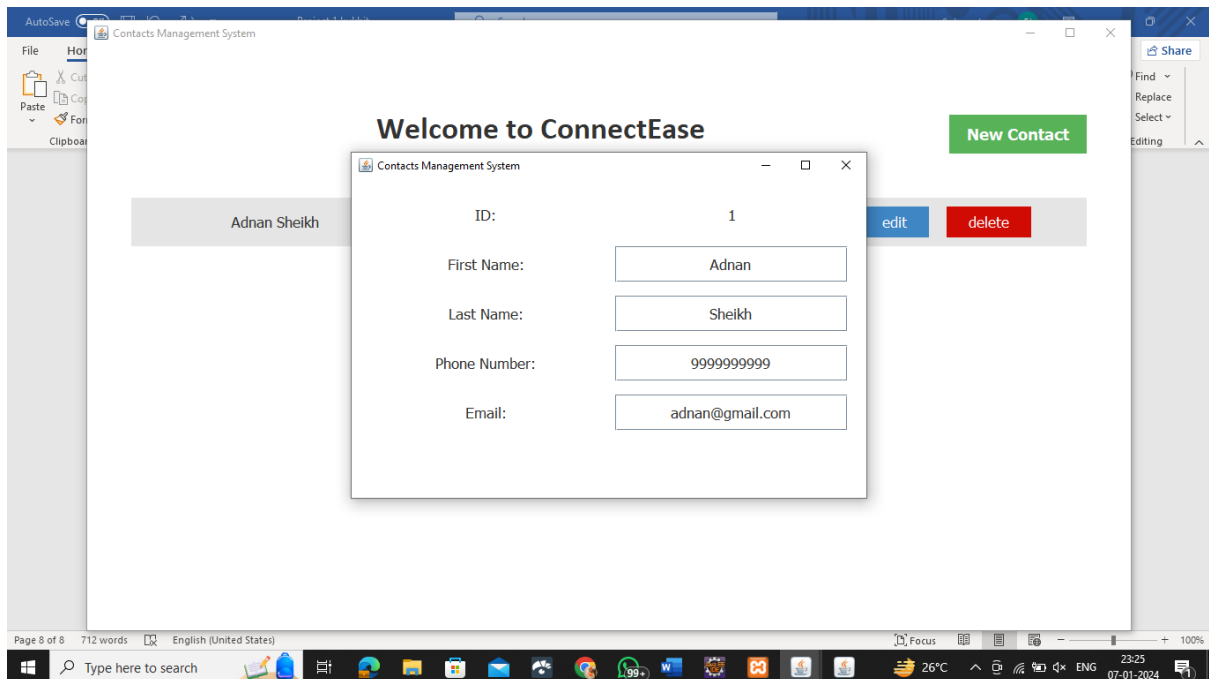 AutoSave
Contacts Management System
File
Share
Paste
Clipboa
Find
Replace
Select
Editing
Welcome to ConnectEase
New Contact
Contacts Management System
Adnan Sheikh
edit
delete
ID: 1
First Name: Adnan
Last Name: Sheikh
Phone Number: 9999999999
Email: adnan@gmail.com
Page 8 of 8 712 words English (United States) Focus 100%
Type here to search 99+ 26°C ENG 23:25
07-01-2024 1